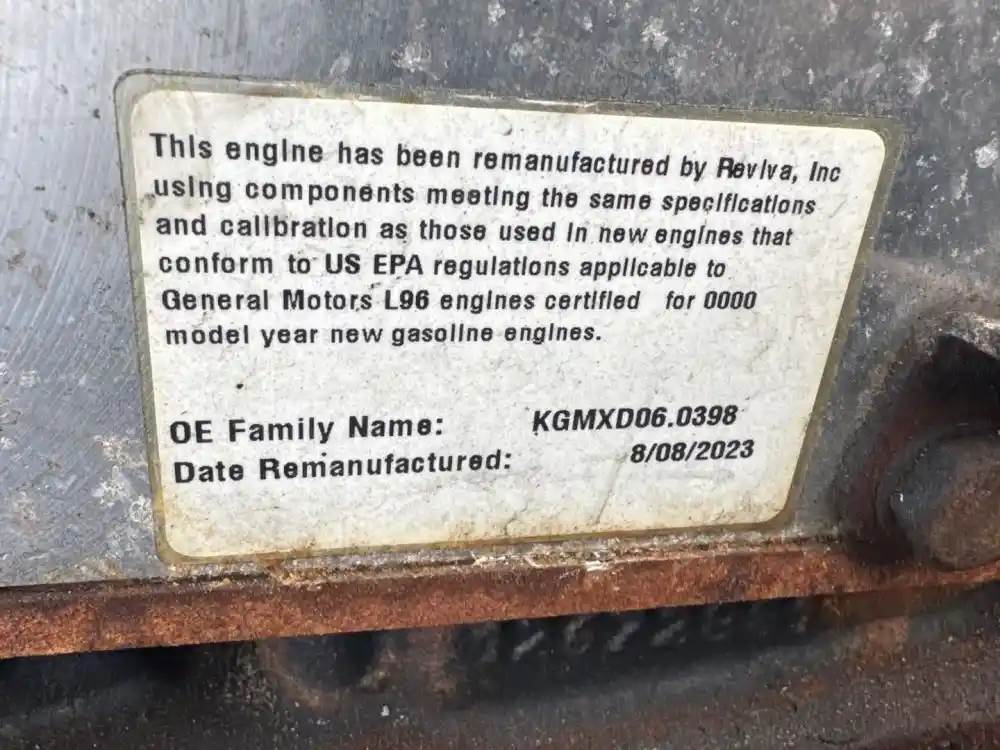 This engine has been remanufactured by Reviva, Inc
using components meeting the same specifications
and calibration as those used in new engines that
conform to US EPA regulations applicable to
General Motors L96 engines certified for 0000
model year new gasoline engines.
OE Family Name: KGMXD06.0398
Date Remanufactured: 8/08/2023